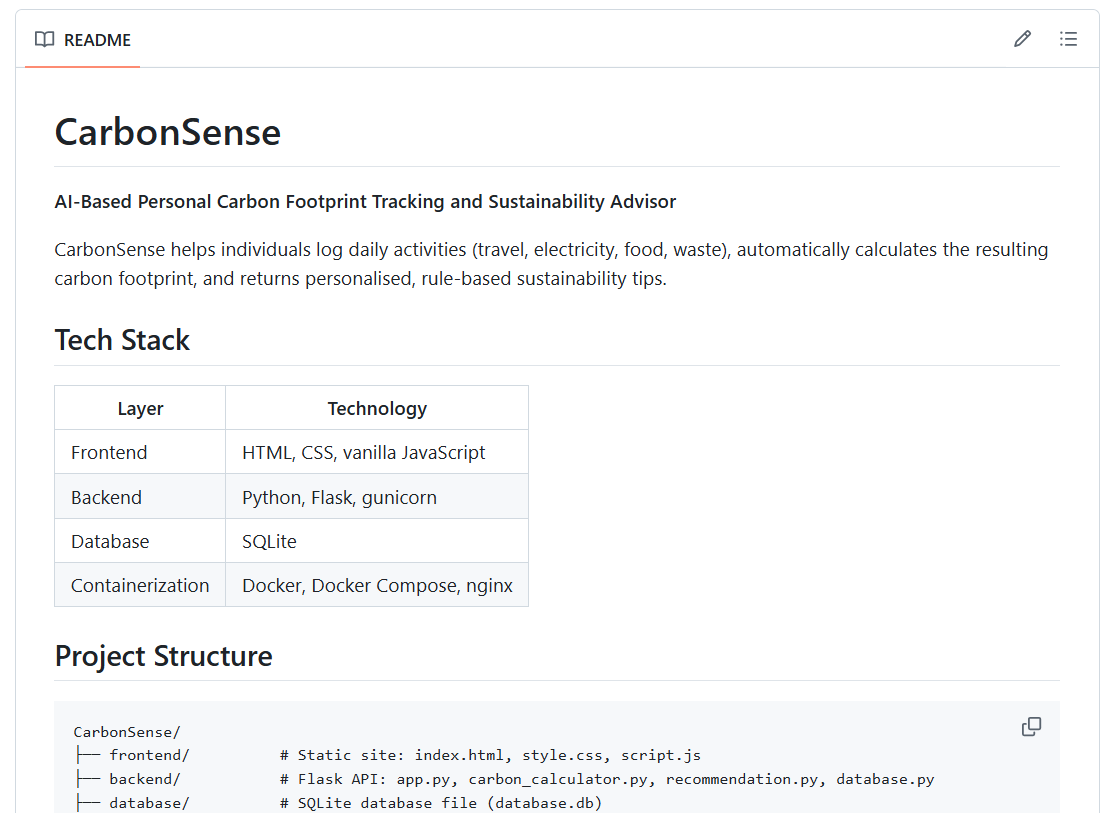 README
CarbonSense
AI-Based Personal Carbon Footprint Tracking and Sustainability Advisor
CarbonSense helps individuals log daily activities (travel, electricity, food, waste), automatically calculates the resulting
carbon footprint, and returns personalised, rule-based sustainability tips.
Tech Stack
Layer Technology
Frontend HTML, CSS, vanilla JavaScript
Backend Python, Flask, gunicorn
Database SQLite
Containerization Docker, Docker Compose, nginx
Project Structure
CarbonSense/
├── frontend/ # Static site: index.html, style.css, script.js
├── backend/ # Flask API: app.py, carbon_calculator.py, recommendation.py, database.py
├── database/ # SQLite database file (database.db)